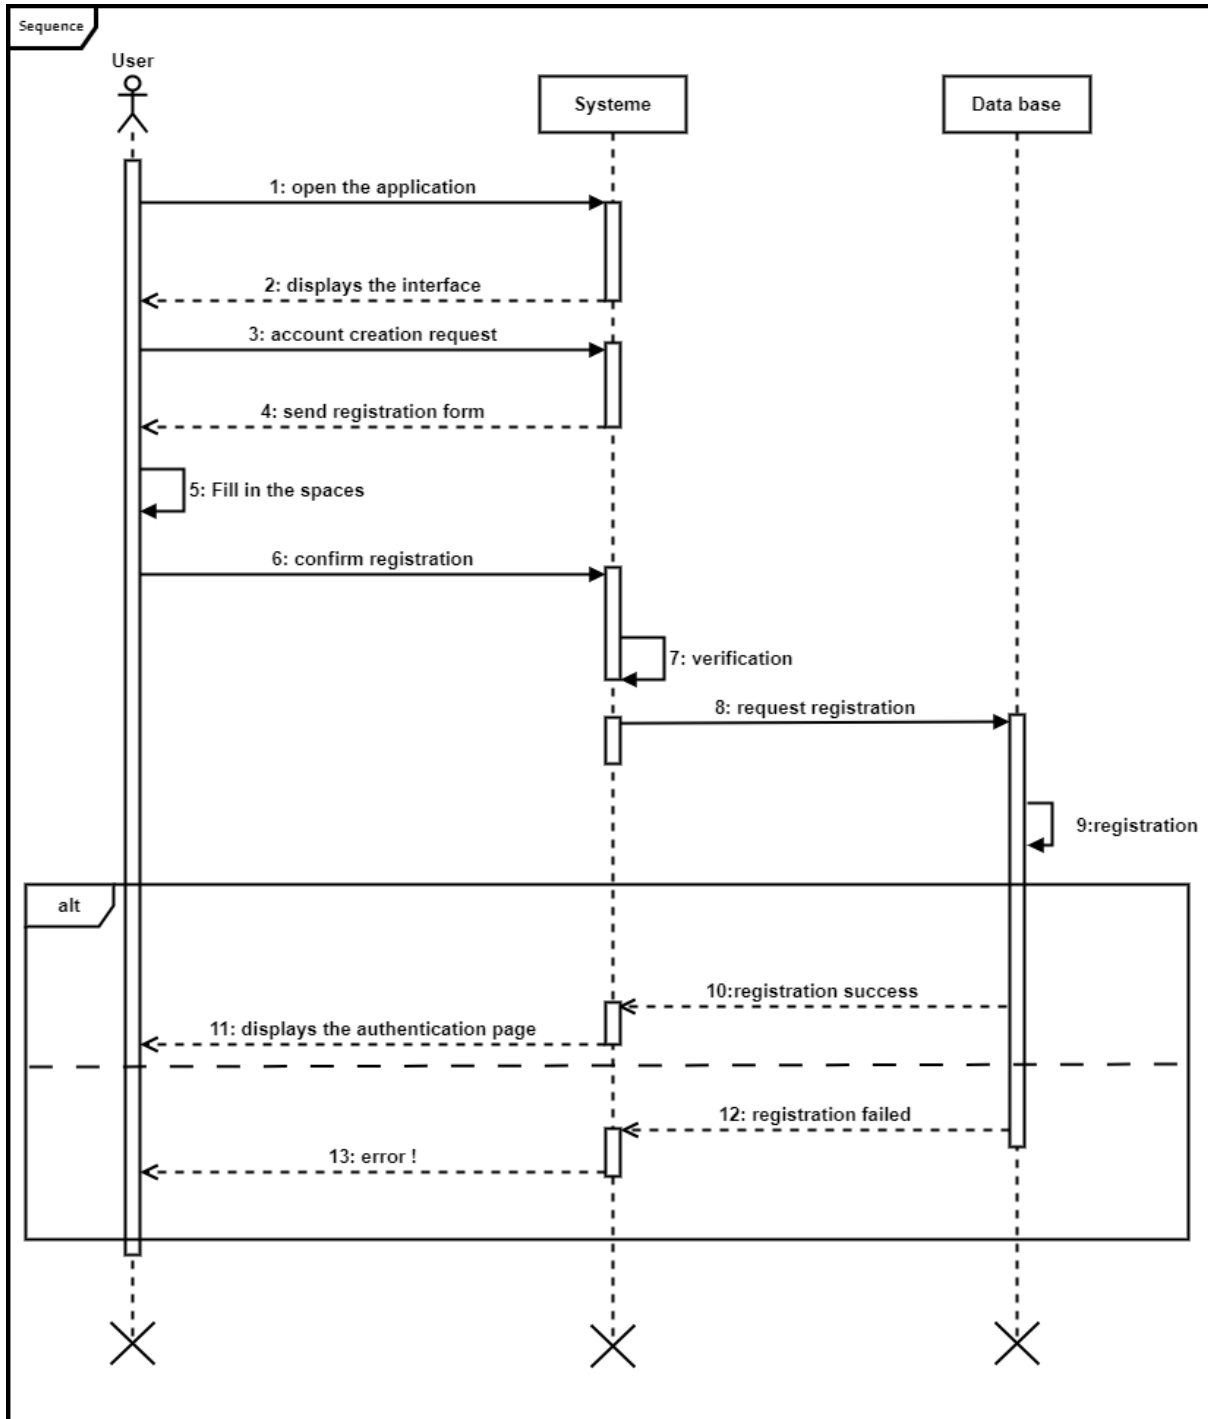 Sequence
User
Systeme
Data base
1: open the application
2: displays the interface
3: account creation request
4: send registration form
5: Fill in the spaces
6: confirm registration
7: verification
8: request registration
9:registration
alt
10:registration success
11: displays the authentication page
12: registration failed
13: error !